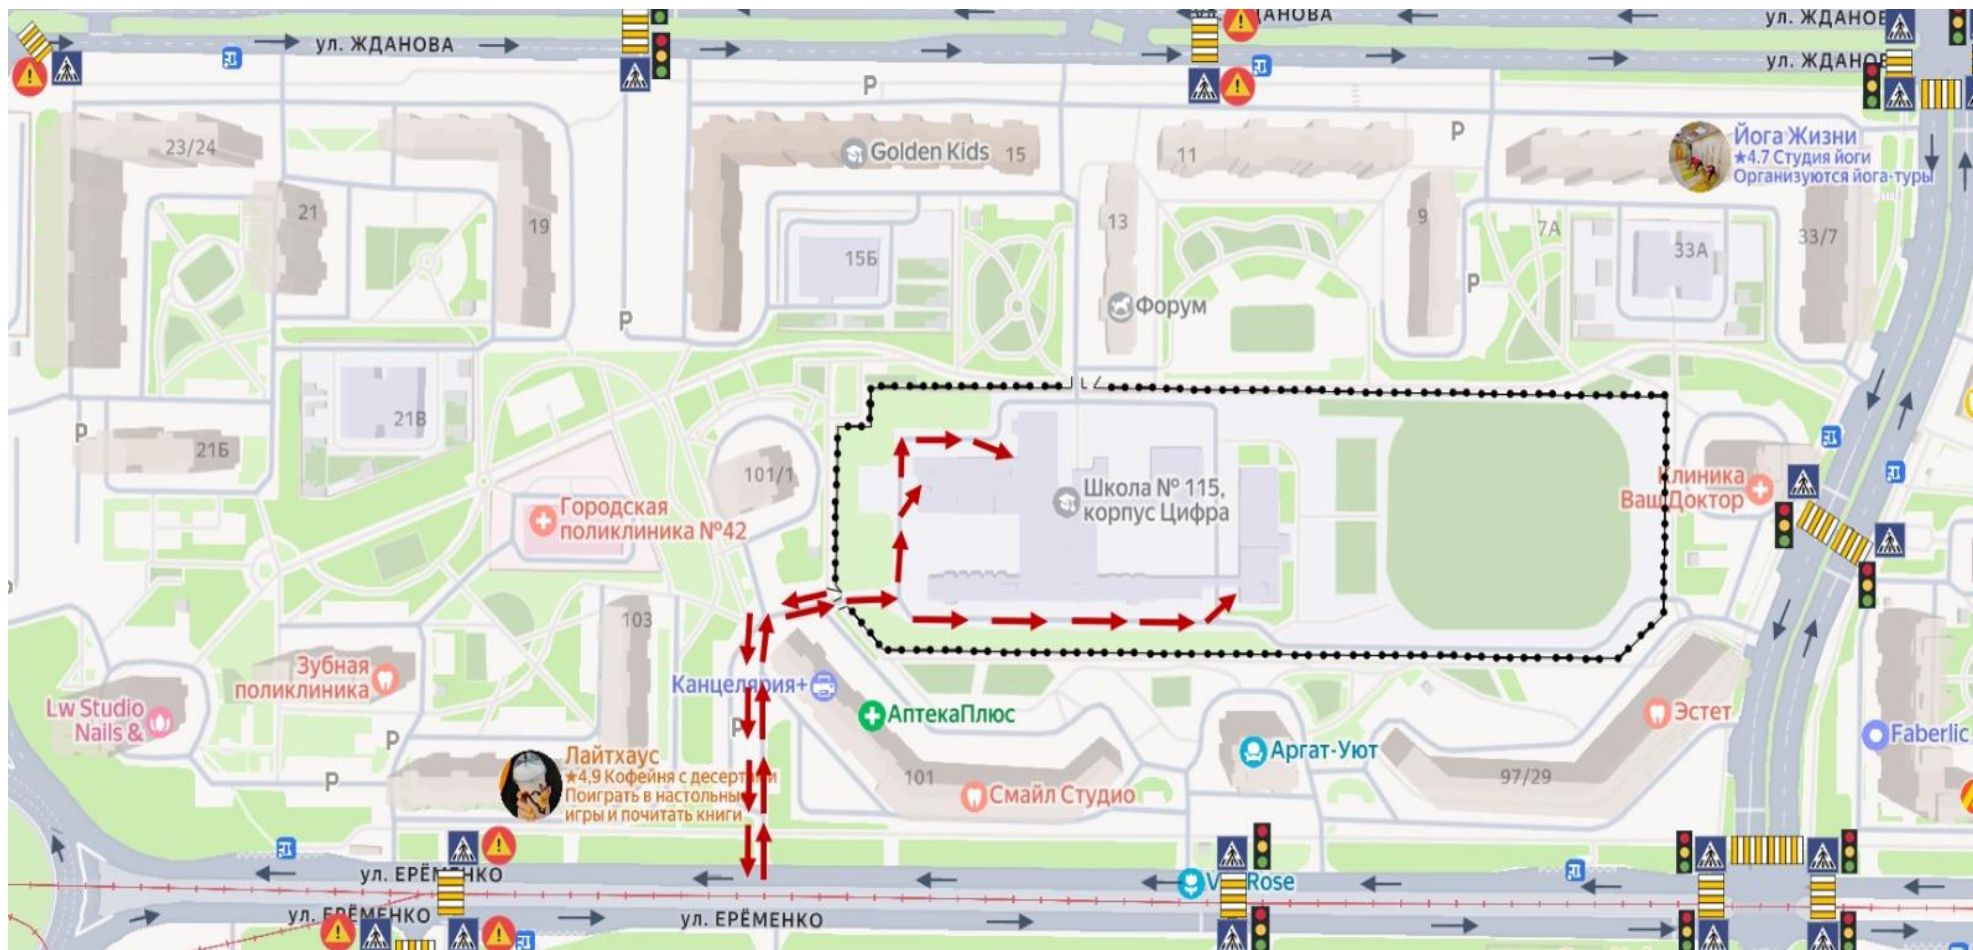 ул. ЖДАНОВА
ул. ЖДАНОВА
ул. ЖДАНОВ
ул. ЖДАНОВ
P
23/24
Golden Kids
15
11
P
Йога Жизни
★4.7 Студия йоги
Организуются йога-туры
21
19
15Б
13
9
7А
33А
33/7
P
Форум
P
21В
P
21Б
101/1
Городская
поликлиника №42
Школа № 115,
корпус Цифра
Клиника
Ваш Доктор
103
Зубная
поликлиника
Канцелярия+
АптекаПлюс
Lw Studio
Nails &
Эстет
Faberlic
P
P
P
Лайтхаус
★4,9 Кофейня с десертами
Поиграть в настольны
игры и почитать книги
Аргат-Уют
101
97/29
Смайл Студио
ул. ЕРЁМЕНКО
Rose
ул. ЕРЁМЕНКО
ул. ЕРЁМЕНКО